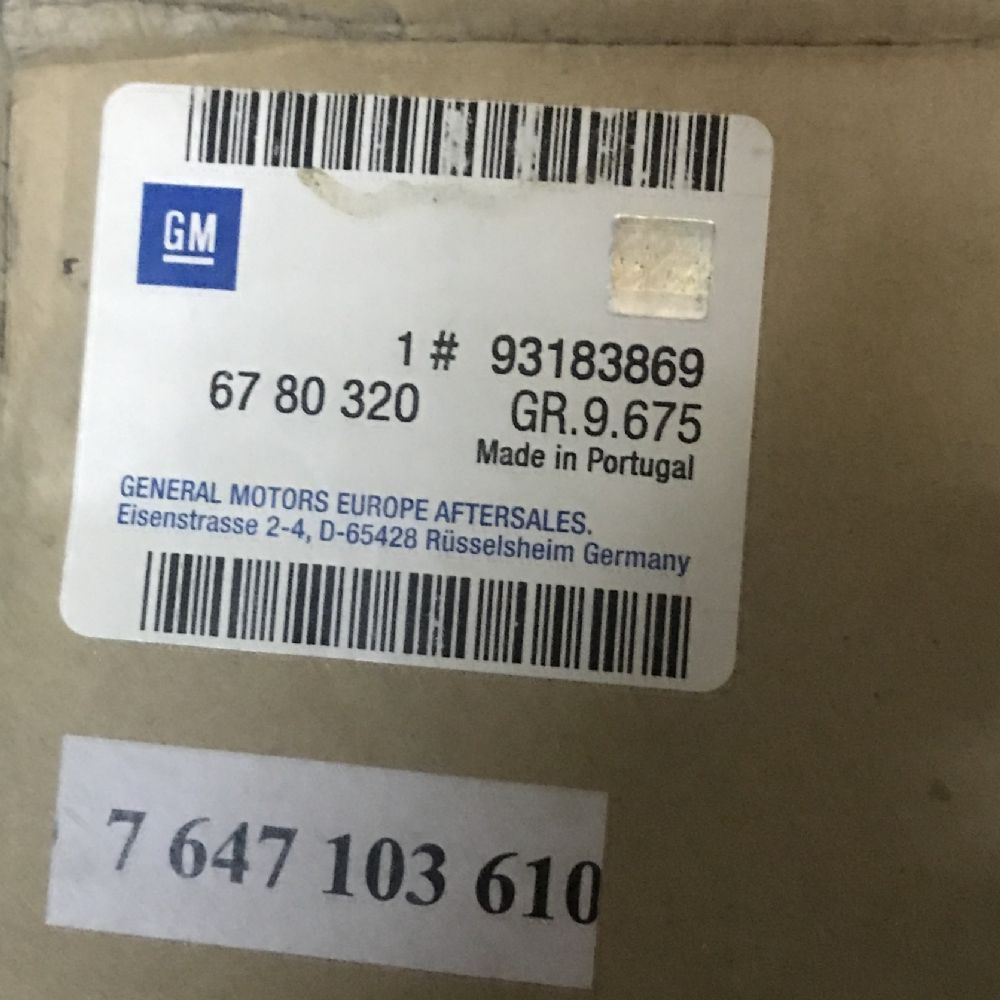 GM
1 # 93183869
67 80 320 GR.9.675
Made in Portugal
GENERAL MOTORS EUROPE AFTERSALES.
Eisenstrasse 2-4, D-65428 Rüsselsheim Germany
7 647 103 610